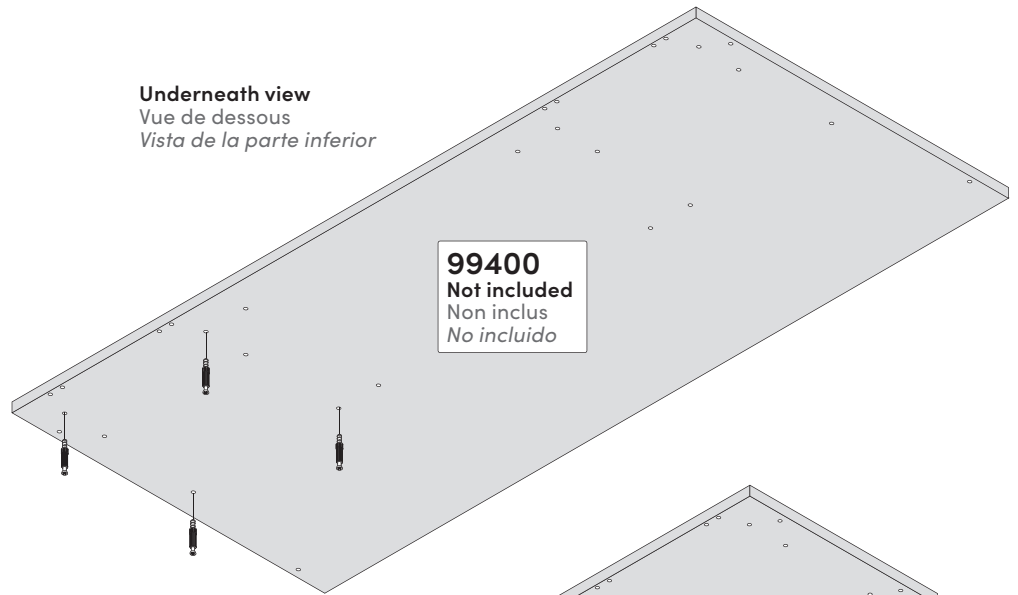 Underneath view
Vue de dessous
Vista de la parte inferior
99400
Not included
Non inclus
No incluido